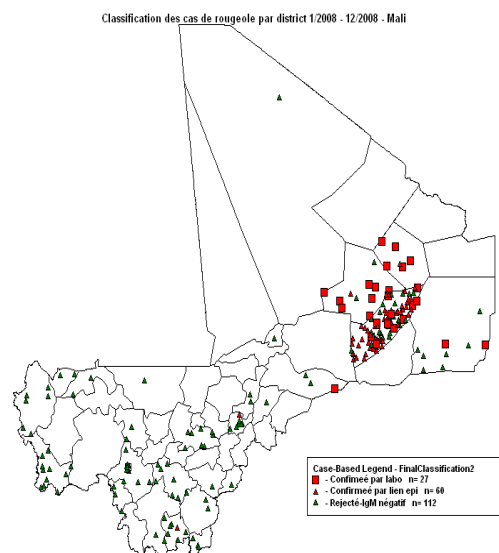 Classification des cas de rougeole par district 1/2008 - 12/2008 - Mali
Case-Based Legend - FinalClassification2
- Confirmeé par labo n= 27
- Confirmeé par lien epi n= 60
- Rejecté-IgM négatif n= 112